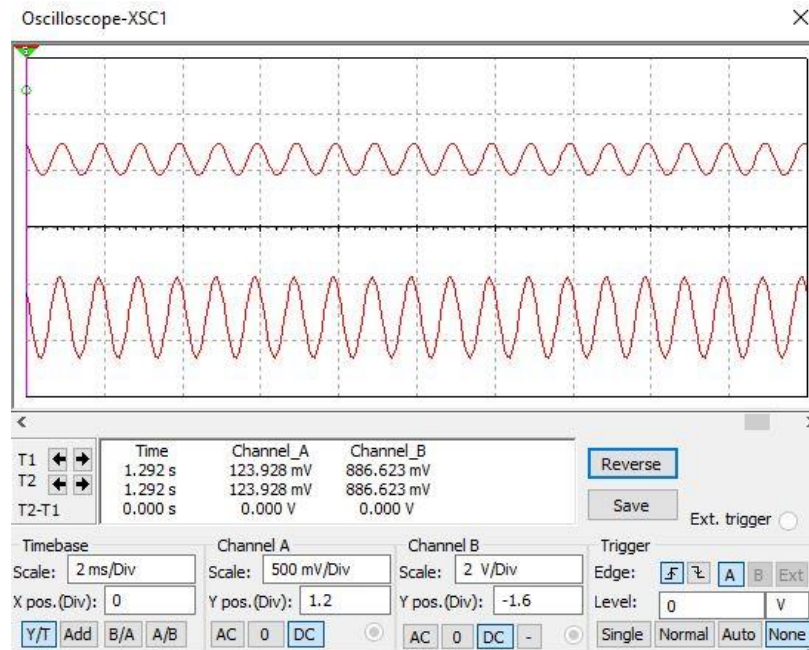 Oscilloscope-XSC1
Time Channel_A Channel_B
T1 1.292 s 123.928 mV 886.623 mV
T2 1.292 s 123.928 mV 886.623 mV
T2-T1 0.000 s 0.000 V 0.000 V
Reverse
Save
Ext. trigger
Timebase
Scale: 2 ms/Div
X pos.(Div): 0
Y/T Add B/A A/B
Channel A
Scale: 500 mV/Div
Y pos.(Div): 1.2
AC 0 DC
Channel B
Scale: 2 V/Div
Y pos.(Div): -1.6
AC 0 DC -
Trigger
Edge: A B Ext
Level: 0 V
Single Normal Auto None